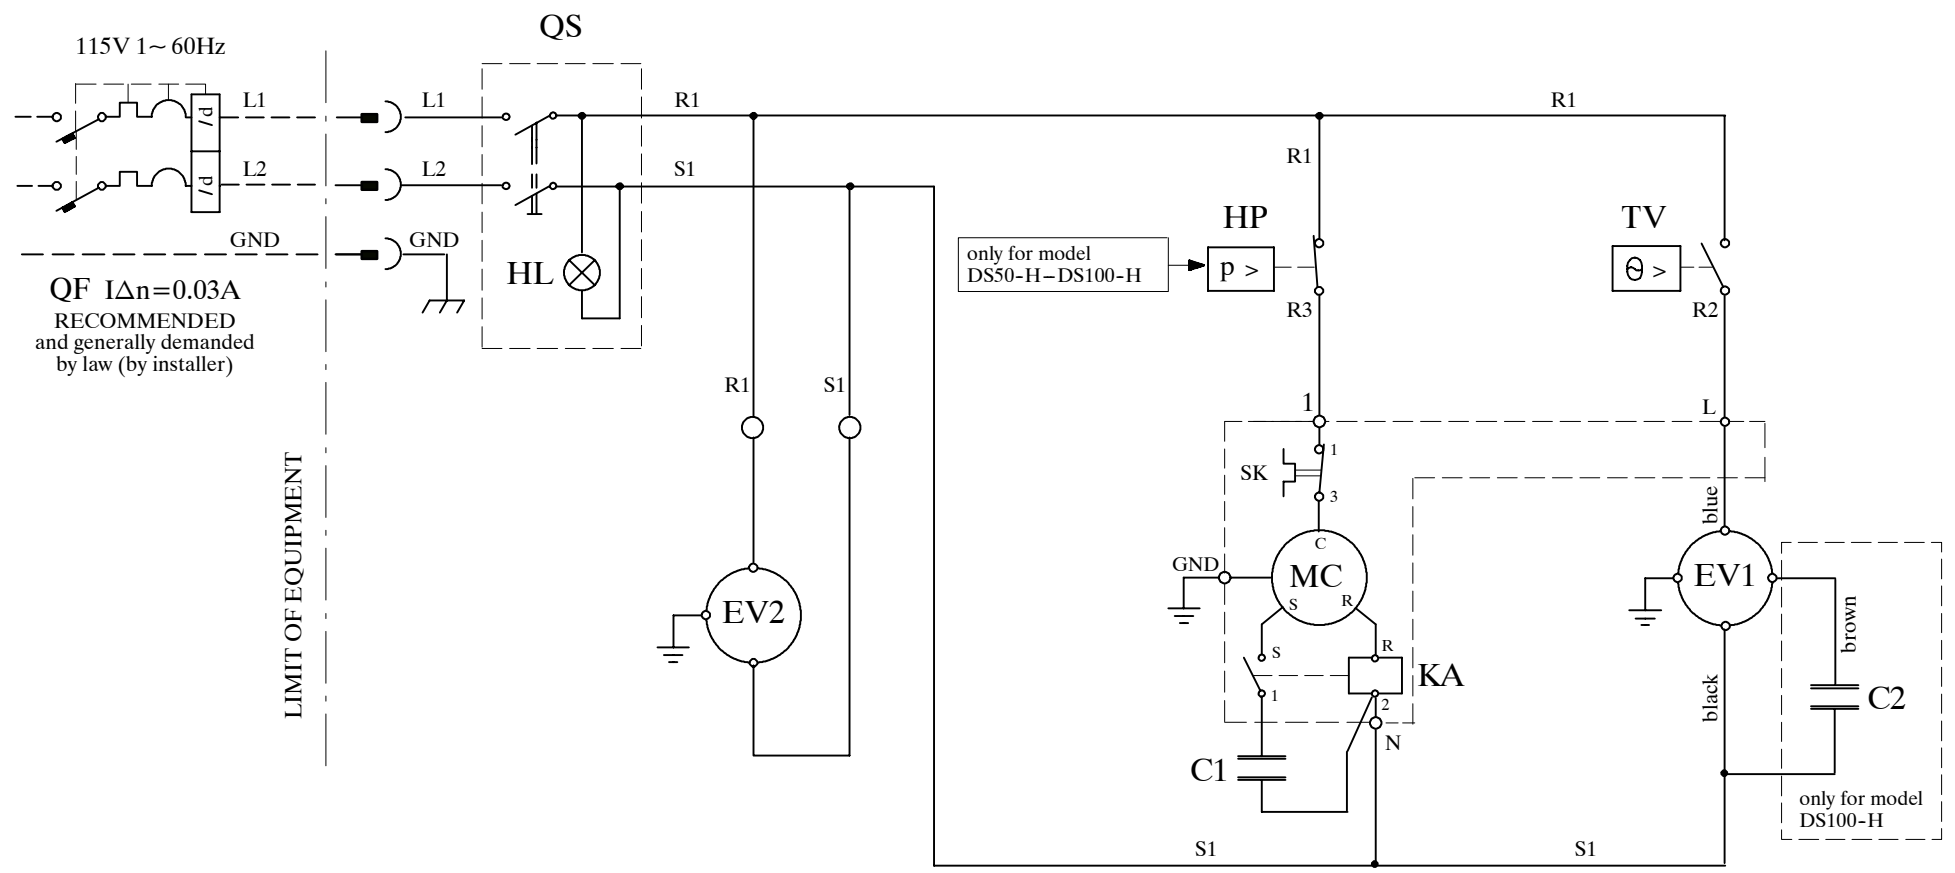 QS
115V 1~ 60Hz
L1
L1
R1
R1
/d
L2
L2
S1
R1
/d
GND
GND
HP
TV
only for model
DS50-H-DS100-H
p >
θ >
HL
QF IΔn=0.03A
RECOMMENDED
and generally demanded
by law (by installer)
R3
R2
R1
S1
1
L
LIMIT OF EQUIPMENT
SK
1
3
blue
C
GND
MC
EV1
S
R
EV2
brown
S
R
KA
1
2
black
C2
N
C1
only for model
DS100-H
S1
S1